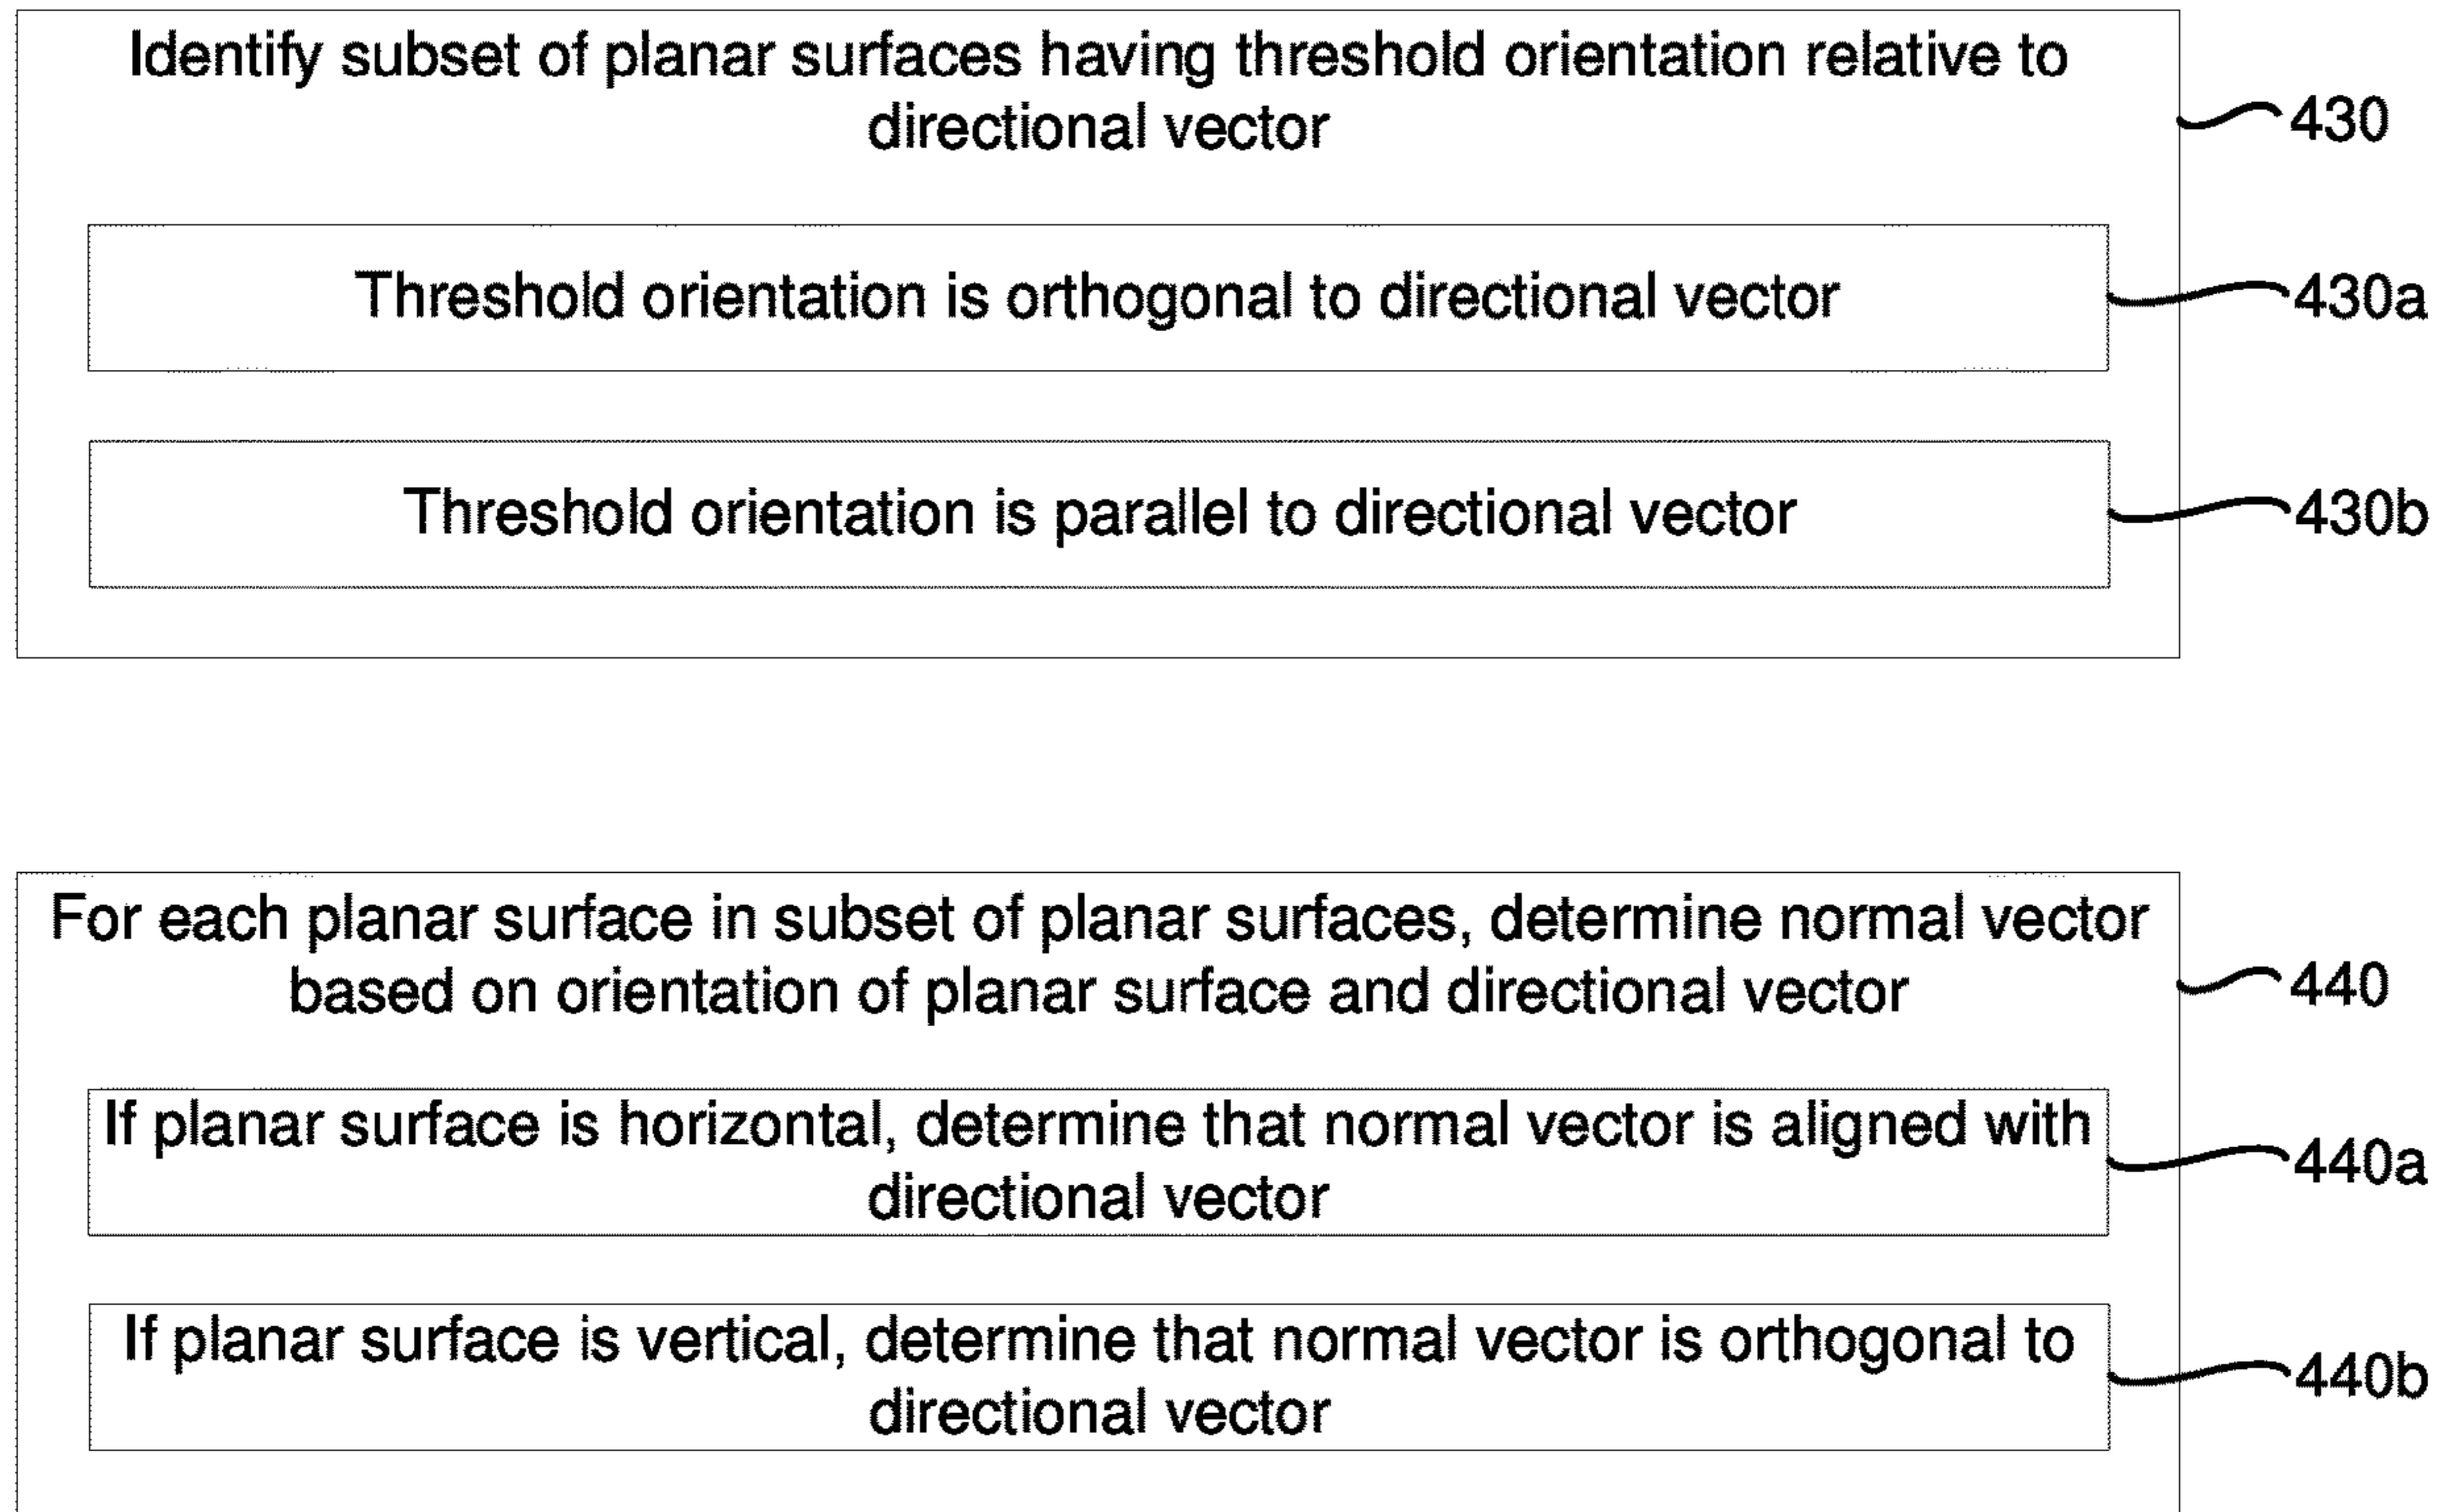 Identify subset of planar surfaces having threshold orientation relative to
directional vector
430
Threshold orientation is orthogonal to directional vector
430a
Threshold orientation is parallel to directional vector
430b
For each planar surface in subset of planar surfaces, determine normal vector
based on orientation of planar surface and directional vector
440
If planar surface is horizontal, determine that normal vector is aligned with
directional vector
440a
If planar surface is vertical, determine that normal vector is orthogonal to
directional vector
440b